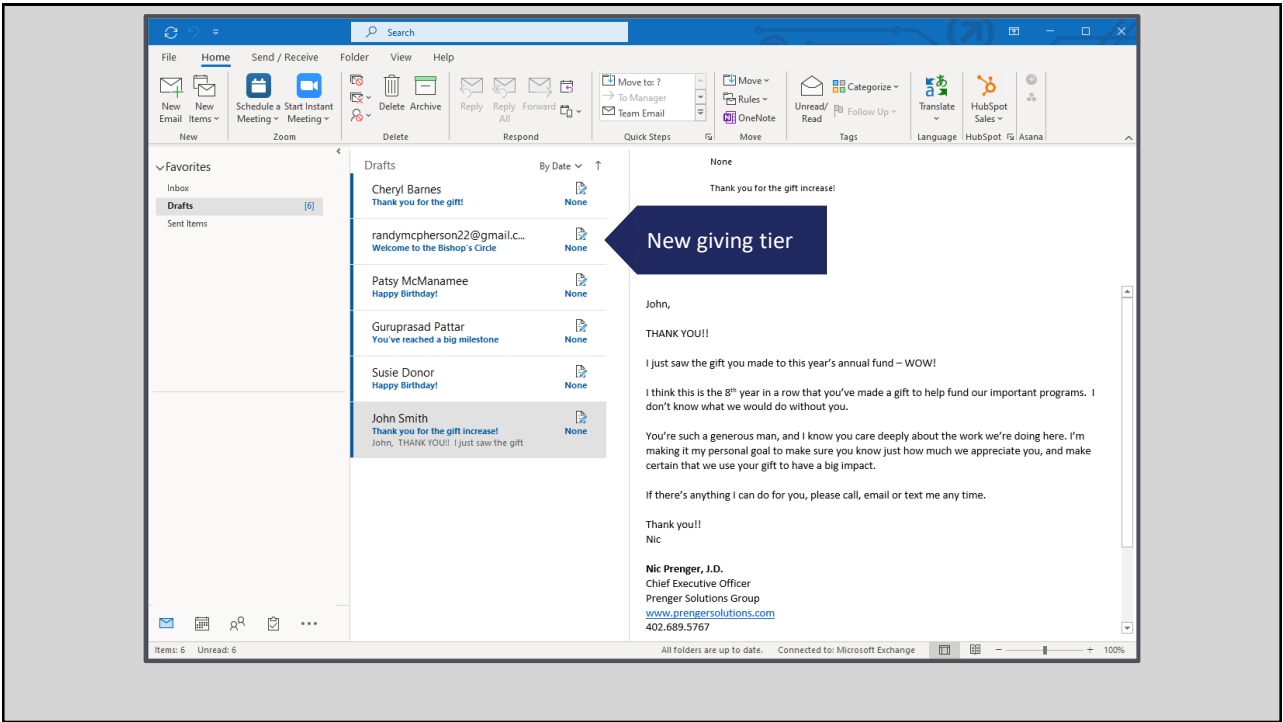 Search
File Home Send / Receive Folder View Help
New Email
New Items
Schedule a Meeting
Start Instant Meeting
Delete Archive
Reply Reply All Forward
Move to: ?
To Manager
Team Email
Move
Rules
OneNote
Unread/ Read
Categorize
Follow Up
Translate
HubSpot Sales
New Zoom Delete Respond Quick Steps Move Tags Language HubSpot Asana
Favorites
Inbox
Drafts [6]
Sent Items
Drafts By Date
Cheryl Barnes
Thank you for the gift! None
randymcpherson22@gmail.c...
Welcome to the Bishop's Circle None
Patsy McManamee
Happy Birthday! None
Guruprasad Pattar
You've reached a big milestone None
Susie Donor
Happy Birthday! None
John Smith
Thank you for the gift increase! None
John, THANK YOU!! I just saw the gift
None
Thank you for the gift increase!
New giving tier
John,
THANK YOU!!
I just saw the gift you made to this year's annual fund – WOW!
I think this is the 8th year in a row that you've made a gift to help fund our important programs. I
don't know what we would do without you.
You're such a generous man, and I know you care deeply about the work we're doing here. I'm
making it my personal goal to make sure you know just how much we appreciate you, and make
certain that we use your gift to have a big impact.
If there's anything I can do for you, please call, email or text me any time.
Thank you!!
Nic
Nic Prenger, J.D.
Chief Executive Officer
Prenger Solutions Group
www.prengersolutions.com
402.689.5767
Items: 6 Unread: 6 All folders are up to date. Connected to: Microsoft Exchange 100%